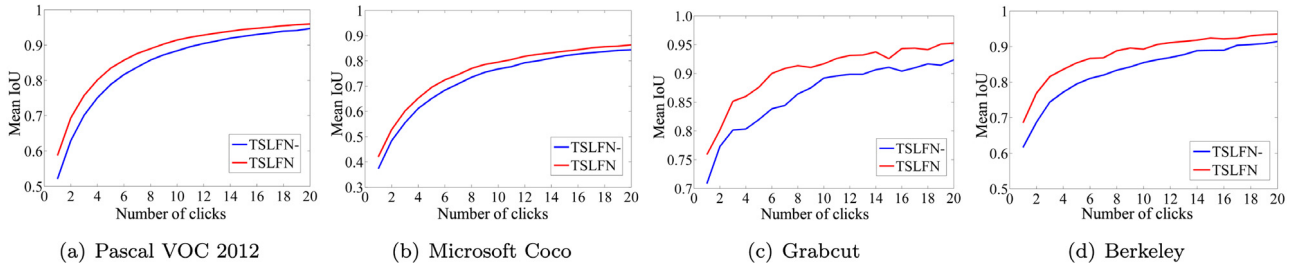 Mean IoU
1
0.9
0.8
0.7
0.6
0.5
0 2 4 6 8 10 12 14 16 18 20
Number of clicks
TSLFN-
TSLFN
(a) Pascal VOC 2012
Mean IoU
1
0.9
0.8
0.7
0.6
0.5
0.4
0.3
0 2 4 6 8 10 12 14 16 18 20
Number of clicks
TSLFN-
TSLFN
(b) Microsoft Coco
Mean IoU
1.0
0.95
0.9
0.85
0.8
0.75
0.7
0 2 4 6 8 10 12 14 16 18 20
Number of clicks
TSLFN-
TSLFN
(c) Grabcut
Mean IoU
1
0.9
0.8
0.7
0.6
0.5
0 2 4 6 8 10 12 14 16 18 20
Number of clicks
TSLFN-
TSLFN
(d) Berkeley